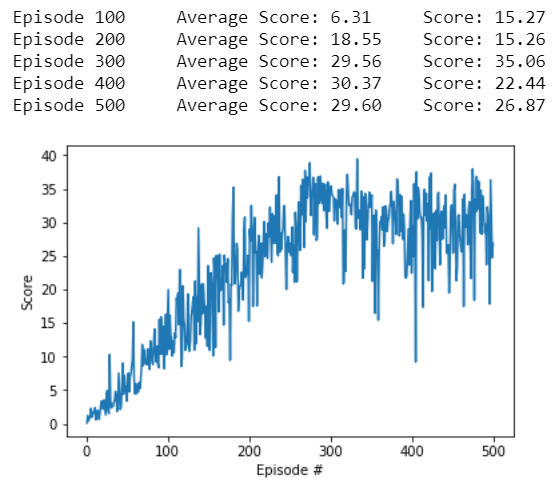 Episode 100 Average Score: 6.31 Score: 15.27
Episode 200 Average Score: 18.55 Score: 15.26
Episode 300 Average Score: 29.56 Score: 35.06
Episode 400 Average Score: 30.37 Score: 22.44
Episode 500 Average Score: 29.60 Score: 26.87
40
35
30
25
20
15
10
5
0
Score
0 100 200 300 400 500
Episode #